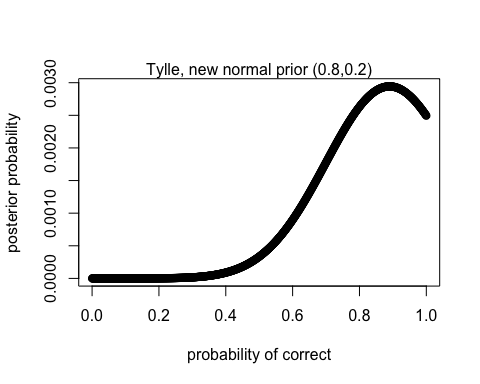 Tylle, new normal prior (0.8,0.2)
posterior probability
0.0030
0.0020
0.0010
0.0000
0.0 0.2 0.4 0.6 0.8 1.0
probability of correct